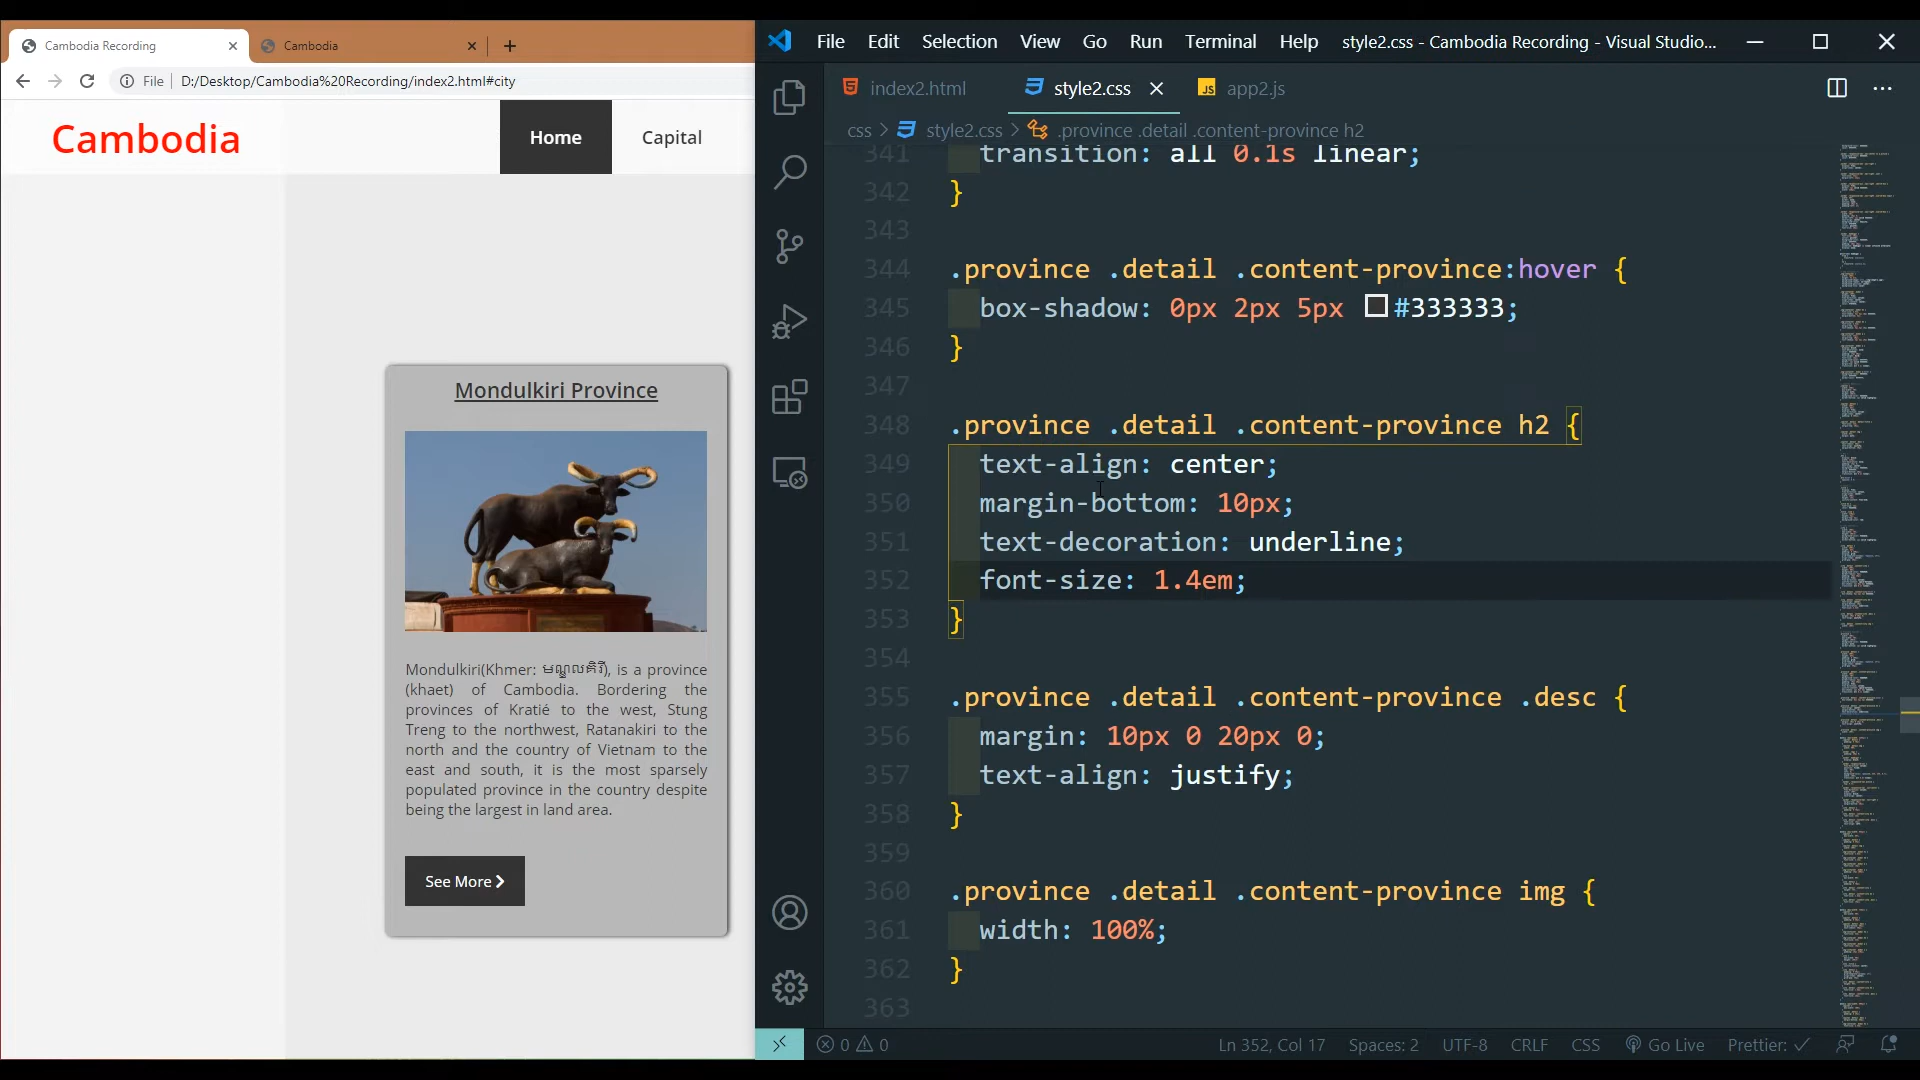 Cambodia Recording
Cambodia
File D:/Desktop/Cambodia%20Recording/index2.html#city
Cambodia
Home
Capital
Mondulkiri Province
Mondulkiri(Khmer: មណ្ឌលគិរី), is a province
(khaet) of Cambodia. Bordering the
provinces of Kratié to the west, Stung
Treng to the northwest, Ratanakiri to the
north and the country of Vietnam to the
east and south, it is the most sparsely
populated province in the country despite
being the largest in land area.
See More
File Edit Selection View Go Run Terminal Help style2.css - Cambodia Recording - Visual Studio...
index2.html style2.css JS app2.js
css > style2.css > .province .detail .content-province h2
341 transition: all 0.1s linear;
342 }
343
344 .province .detail .content-province:hover {
345 box-shadow: 0px 2px 5px #333333;
346 }
347
348 .province .detail .content-province h2 {
349 text-align: center;
350 margin-bottom: 10px;
351 text-decoration: underline;
352 font-size: 1.4em;
353 }
354
355 .province .detail .content-province .desc {
356 margin: 10px 0 20px 0;
357 text-align: justify;
358 }
359
360 .province .detail .content-province img {
361 width: 100%;
362 }
363
0 0 Ln 352, Col 17 Spaces: 2 UTF-8 CRLF CSS Go Live Prettier: ✓